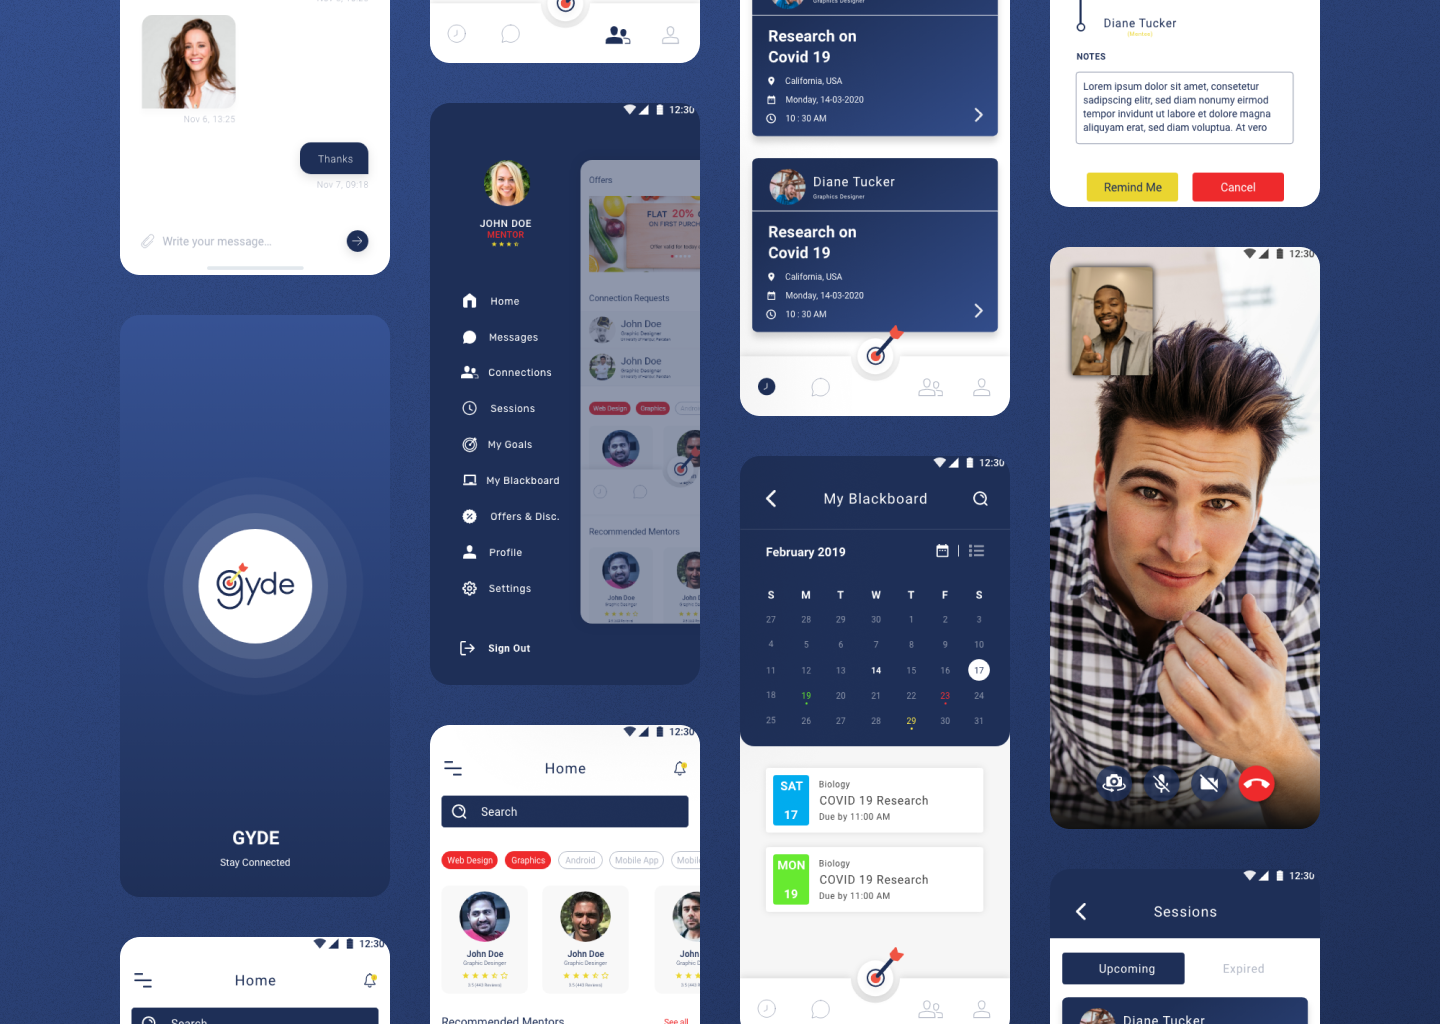 Nov 6, 13:25
Thanks
Nov 7, 09:18
Write your message...
gyde
GYDE
Stay Connected
12:30
Home
Search
12:30
JOHN DOE
MENTOR
Home
Messages
Connections
Sessions
My Goals
My Blackboard
Offers & Disc.
Profile
Settings
Sign Out
Offers
FLAT 20%
ON FIRST PURCH
Offer valid for today
Connection Requests
John Doe
Graphic Designer
John Doe
Graphic Designer
Web Design
Graphics
Android
Recommended Mentors
John Doe
John
12:30
Home
Search
Web Design
Graphics
Android
Mobile App
Mobile
John Doe
Graphic Desinger
John Doe
Graphic Desinger
John
Recommended Mentors
See all
Graphics Designer
Research on
Covid 19
California, USA
Monday, 14-03-2020
10 : 30 AM
Diane Tucker
Graphics Designer
Research on
Covid 19
California, USA
Monday, 14-03-2020
10 : 30 AM
12:30
My Blackboard
February 2019
S M T W T F S
27 28 29 30 1 2 3
4 5 6 7 8 9 10
11 12 13 14 15 16 17
18 19 20 21 22 23 24
25 26 27 28 29 30 31
SAT
17
Biology
COVID 19 Research
Due by 11:00 AM
MON
19
Biology
COVID 19 Research
Due by 11:00 AM
Diane Tucker
(Mentee)
NOTES
Lorem ipsum dolor sit amet, consetetur
sadipscing elitr, sed diam nonumy eirmod
tempor invidunt ut labore et dolore magna
aliquyam erat, sed diam voluptua. At vero
Remind Me
Cancel
12:30
12:30
Sessions
Upcoming
Expired
Diane Tucker